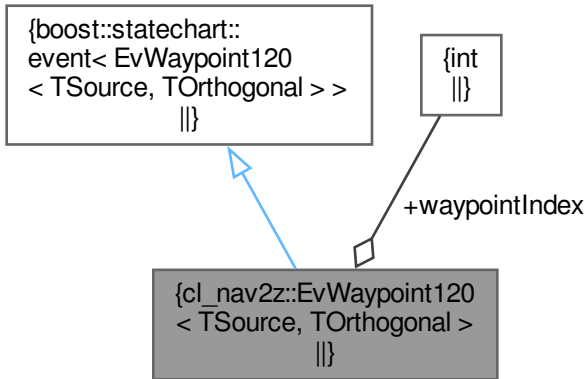 {boost::statechart::
event< EvWaypoint120
< TSource, TOrthogonal > >
||}
{int
||}
+waypointIndex
{cl_nav2z::EvWaypoint120
< TSource, TOrthogonal >
||}